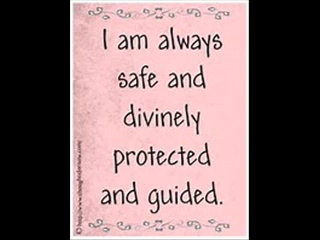 I am always
safe and
divinely
protected
and guided.